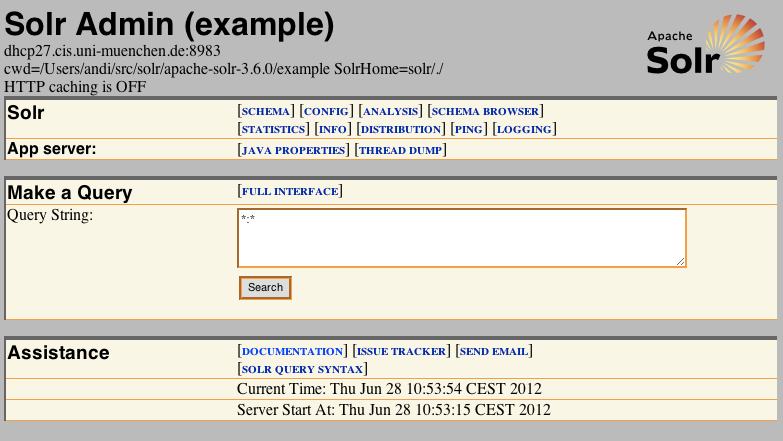 Solr Admin (example)
dhcp27.cis.uni-muenchen.de:8983
cwd=/Users/andi/src/solr/apache-solr-3.6.0/example SolrHome=solr/./
HTTP caching is OFF
Apache
Solr
Solr
[SCHEMA] [CONFIG] [ANALYSIS] [SCHEMA BROWSER]
[STATISTICS] [INFO] [DISTRIBUTION] [PING] [LOGGING]
App server:
[JAVA PROPERTIES] [THREAD DUMP]
Make a Query
[FULL INTERFACE]
Query String:
*:*
Search
Assistance
[DOCUMENTATION] [ISSUE TRACKER] [SEND EMAIL]
[SOLR QUERY SYNTAX]
Current Time: Thu Jun 28 10:53:54 CEST 2012
Server Start At: Thu Jun 28 10:53:15 CEST 2012